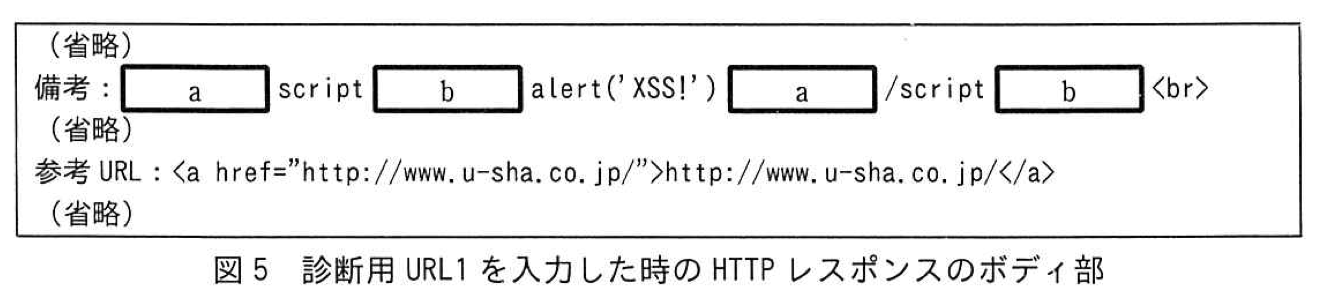 （省略）
備考：a script b alert('XSS!') a /script b <br>
（省略）
参考 URL：<a href="http://www.u-sha.co.jp/">http://www.u-sha.co.jp/</a>
（省略）
図5　診断用 URL1 を入力した時の HTTP レスポンスのボディ部